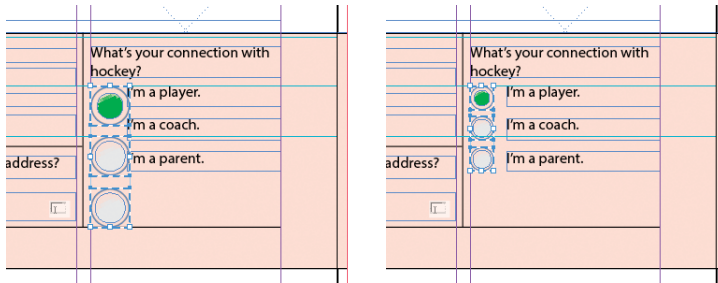 What's your connection with
hockey?
I'm a player.
I'm a coach.
I'm a parent.
address?
What's your connection with
hockey?
I'm a player.
I'm a coach.
I'm a parent.
address?